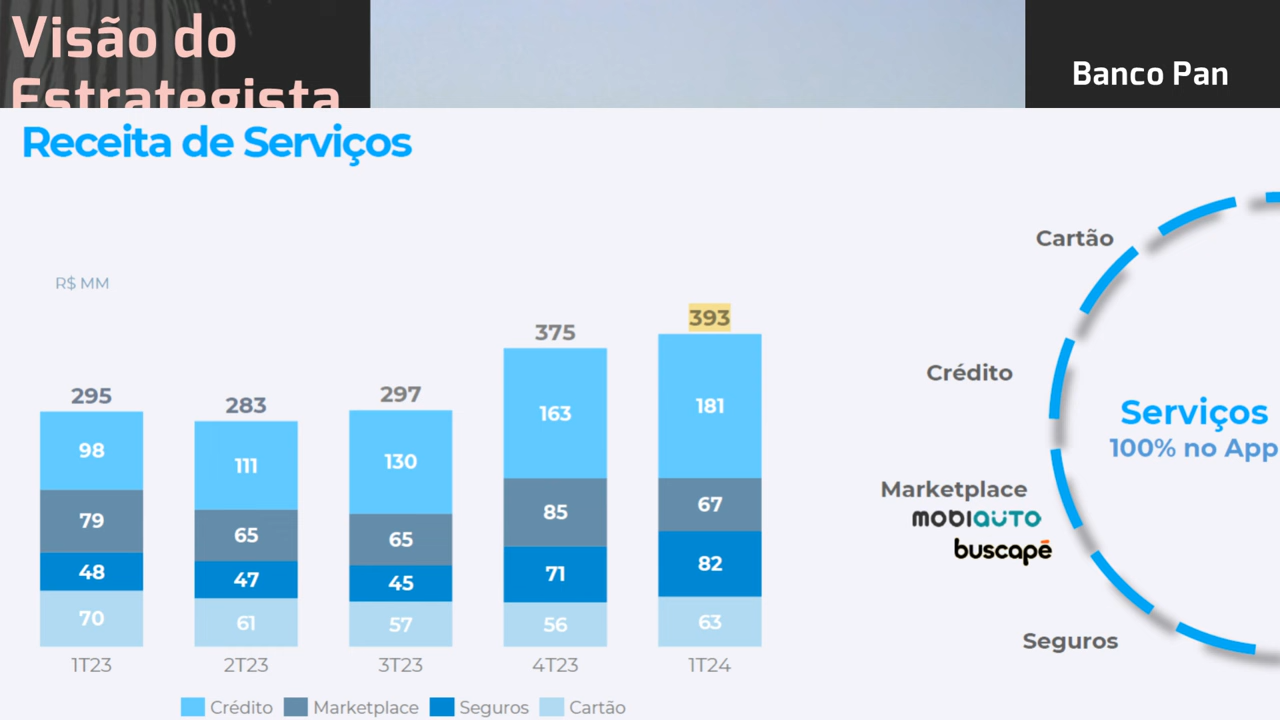 Visão do
Estrategista
Banco Pan
Receita de Serviços
R$ MM
295
283
297
375
393
98
111
130
163
181
79
65
65
85
67
48
47
45
71
82
70
61
57
56
63
1T23
2T23
3T23
4T23
1T24
Crédito
Marketplace
Seguros
Cartão
Cartão
Crédito
Marketplace
mobiauto
buscapé
Seguros
Serviços
100% no App